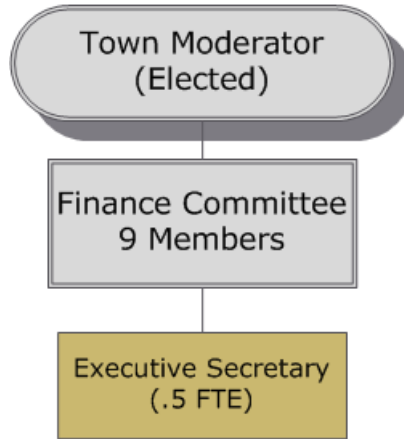 Town Moderator
(Elected)
Finance Committee
9 Members
Executive Secretary
(.5 FTE)